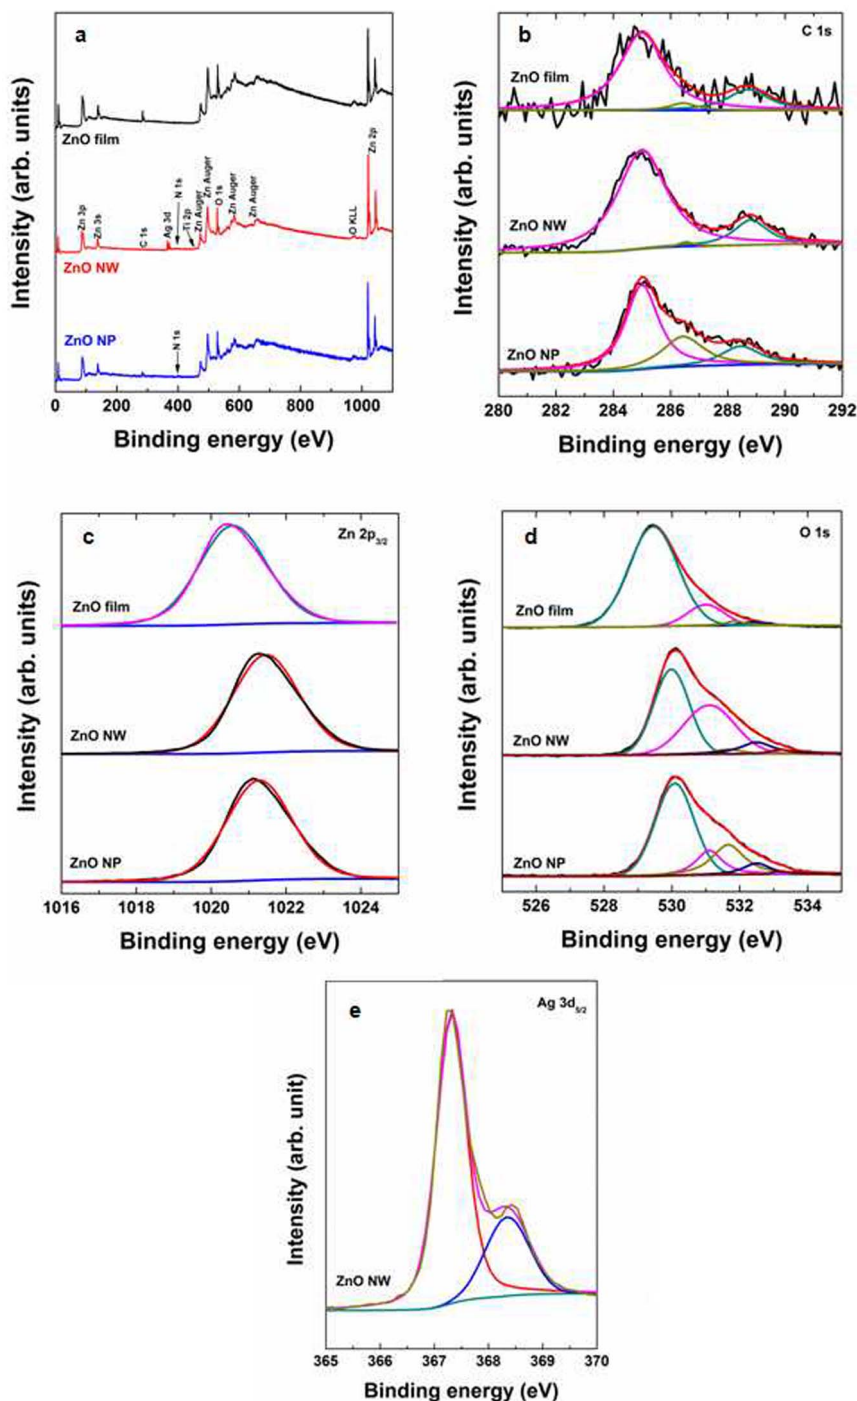 a
Intensity (arb. units)
ZnO film
Zn 3p
Zn 3s
C 1s
Ag 3d
N 1s
Ti 2p
Zn Auger
Zn Auger
O 1s
Zn Auger
Zn Auger
O KLL
Zn 2p
ZnO NW
ZnO NP
N 1s
0 200 400 600 800 1000
Binding energy (eV)
b
C 1s
Intensity (arb. units)
ZnO film
ZnO NW
ZnO NP
280 282 284 286 288 290 292
Binding energy (eV)
c
Zn 2p3/2
Intensity (arb. units)
ZnO film
ZnO NW
ZnO NP
1016 1018 1020 1022 1024
Binding energy (eV)
d
O 1s
Intensity (arb. units)
ZnO film
ZnO NW
ZnO NP
526 528 530 532 534
Binding energy (eV)
e
Ag 3d5/2
Intensity (arb. unit)
ZnO NW
365 366 367 368 369 370
Binding energy (eV)